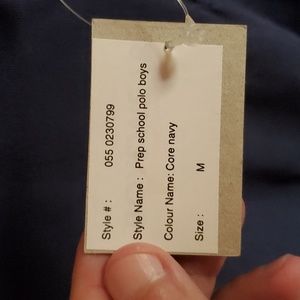 Style # : 055 0230799
Style Name : Prep school polo boys
Colour Name: Core navy
Size : M